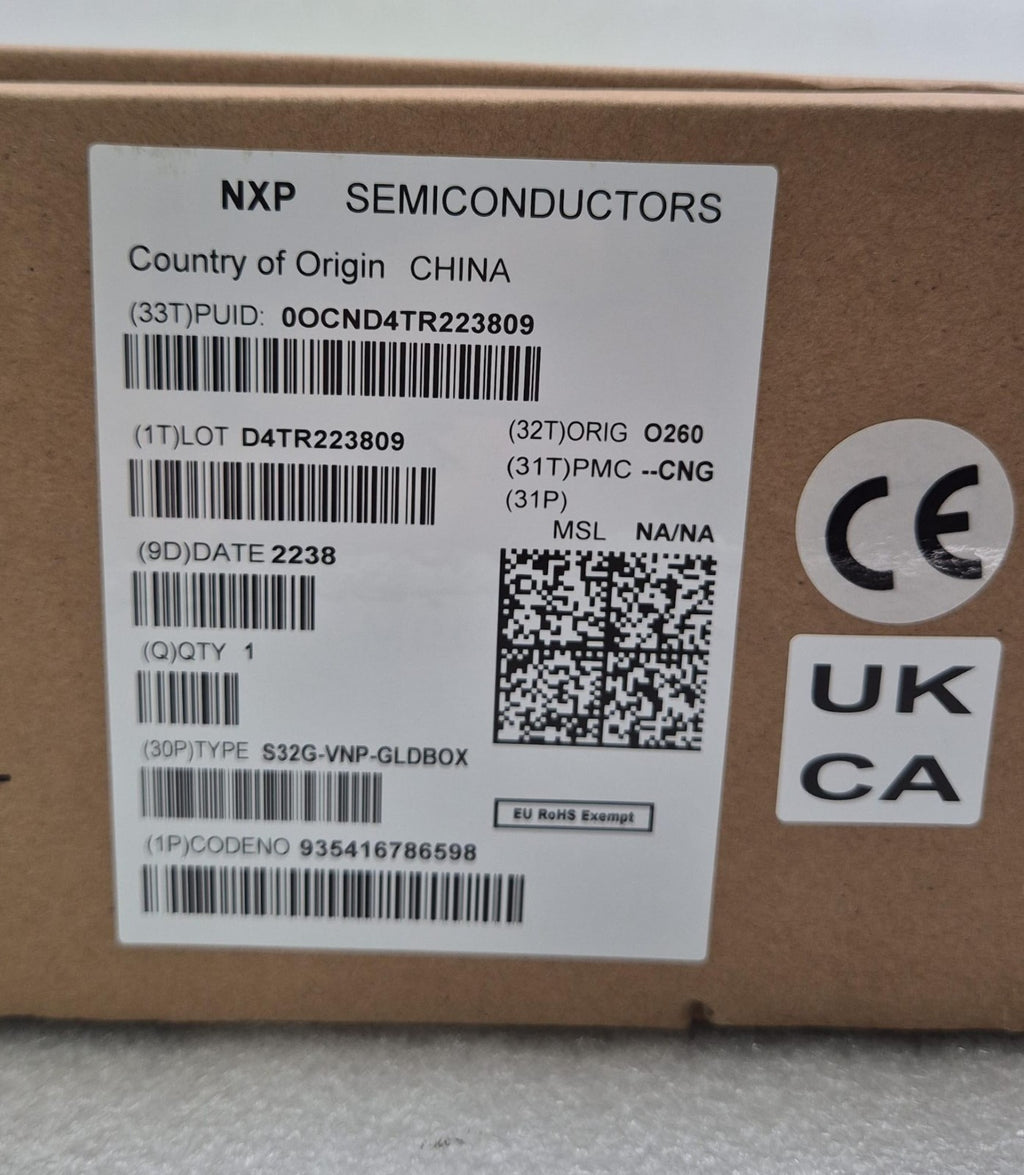 NXP SEMICONDUCTORS
Country of Origin CHINA
(33T)PUID: 0OCND4TR223809
(1T)LOT D4TR223809
(32T)ORIG O260
(31T)PMC --CNG
(31P)
MSL NA/NA
(9D)DATE 2238
(Q)QTY 1
(30P)TYPE S32G-VNP-GLDBOX
EU RoHS Exempt
(1P)CODENO 935416786598
CE
UK
CA